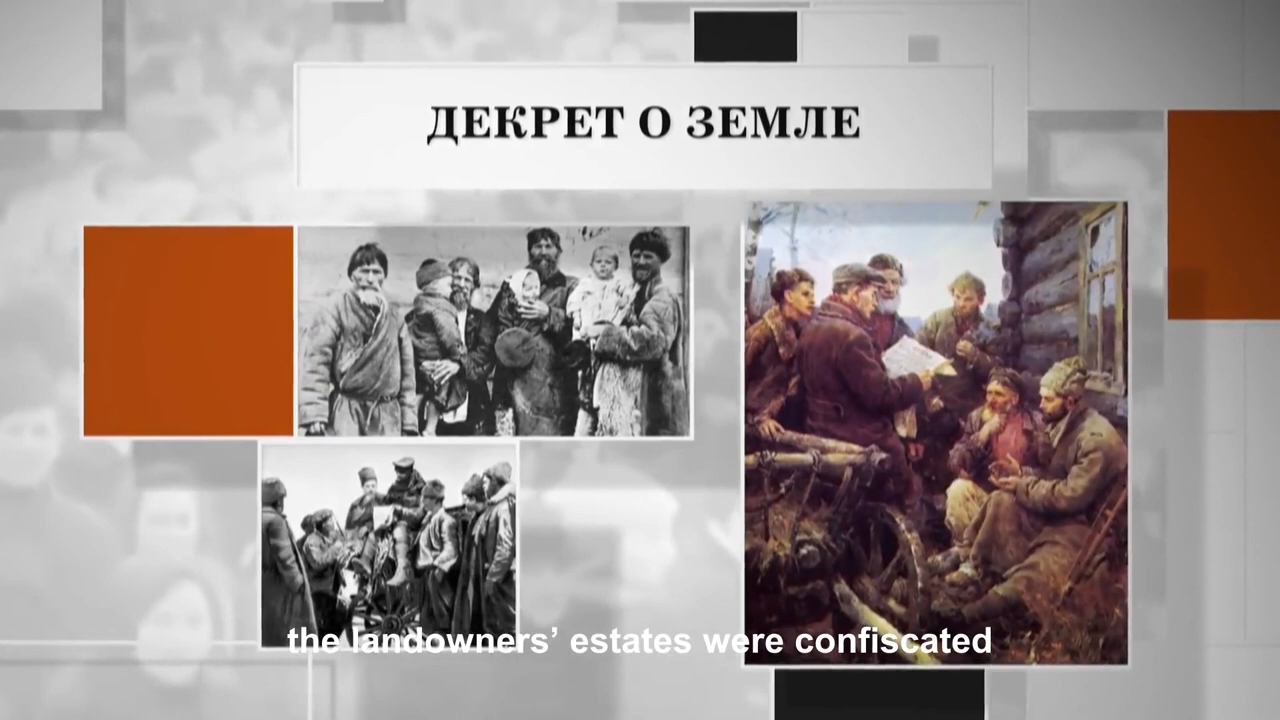 ДЕКРЕТ О ЗЕМЛЕ
the landowners’ estates were confiscated